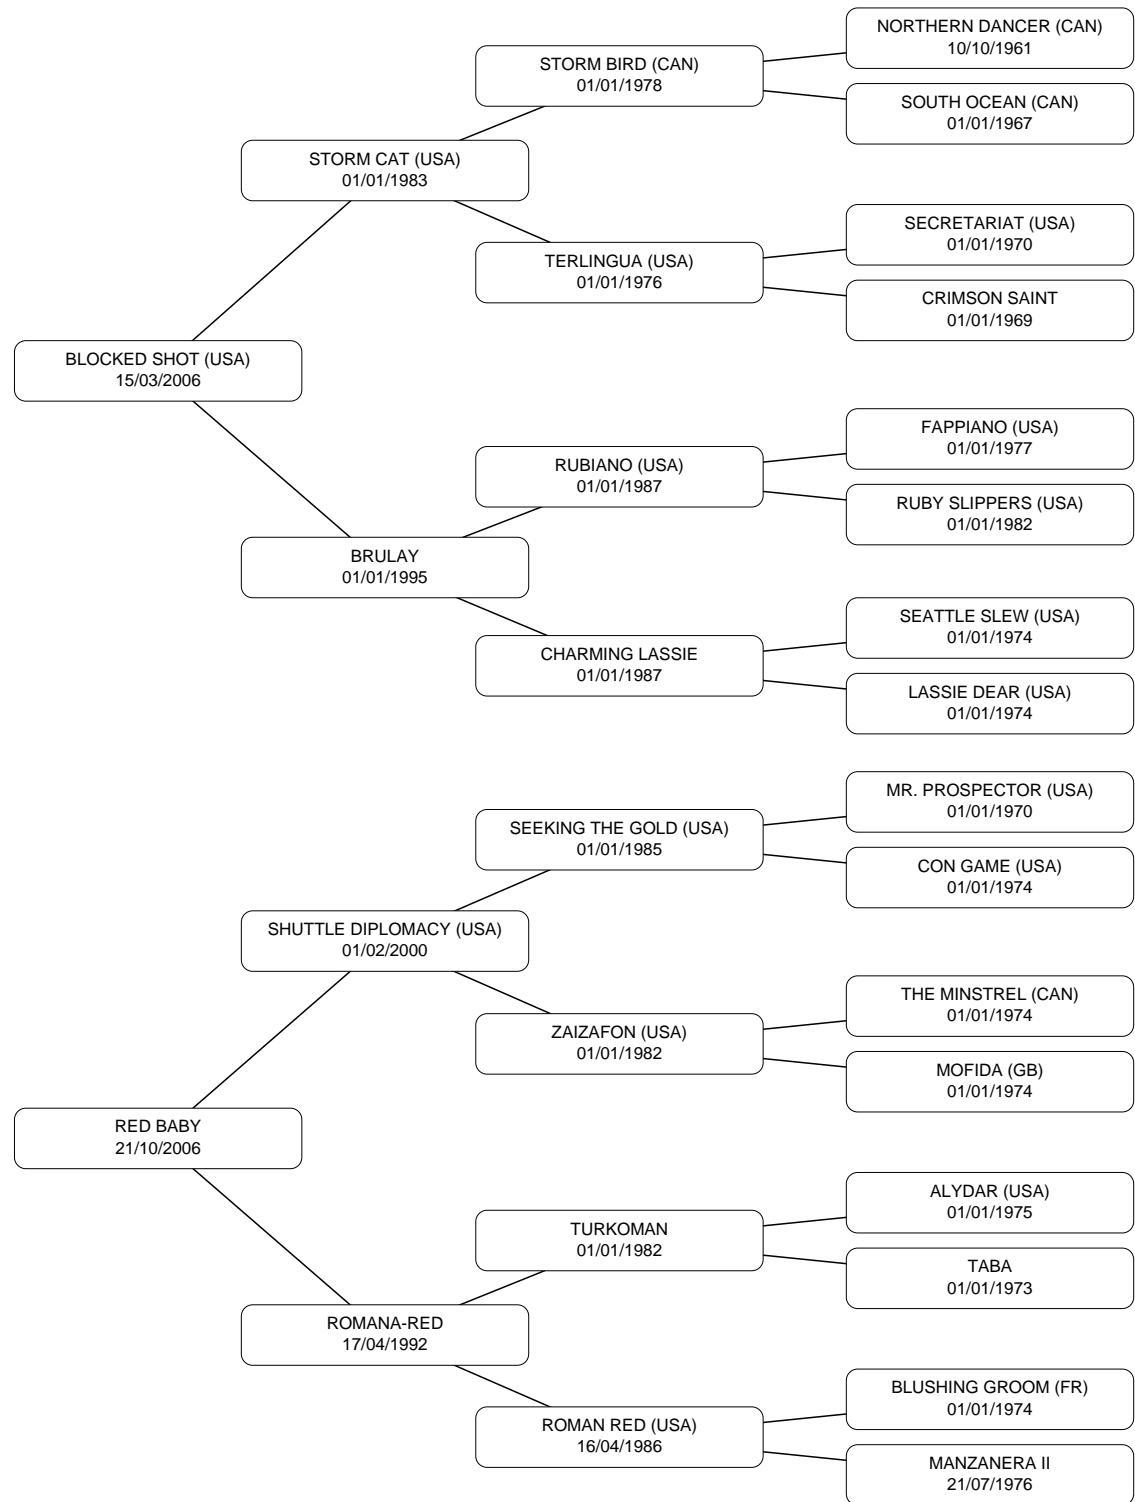 NORTHERN DANCER (CAN)
10/10/1961
STORM BIRD (CAN)
01/01/1978
SOUTH OCEAN (CAN)
01/01/1967
STORM CAT (USA)
01/01/1983
SECRETARIAT (USA)
01/01/1970
TERLINGUA (USA)
01/01/1976
CRIMSON SAINT
01/01/1969
BLOCKED SHOT (USA)
15/03/2006
FAPPIANO (USA)
01/01/1977
RUBIANO (USA)
01/01/1987
RUBY SLIPPERS (USA)
01/01/1982
BRULAY
01/01/1995
SEATTLE SLEW (USA)
01/01/1974
CHARMING LASSIE
01/01/1987
LASSIE DEAR (USA)
01/01/1974
MR. PROSPECTOR (USA)
01/01/1970
SEEKING THE GOLD (USA)
01/01/1985
CON GAME (USA)
01/01/1974
SHUTTLE DIPLOMACY (USA)
01/02/2000
THE MINSTREL (CAN)
01/01/1974
ZAIZAFON (USA)
01/01/1982
MOFIDA (GB)
01/01/1974
RED BABY
21/10/2006
ALYDAR (USA)
01/01/1975
TURKOMAN
01/01/1982
TABA
01/01/1973
ROMANA-RED
17/04/1992
BLUSHING GROOM (FR)
01/01/1974
ROMAN RED (USA)
16/04/1986
MANZANERA II
21/07/1976